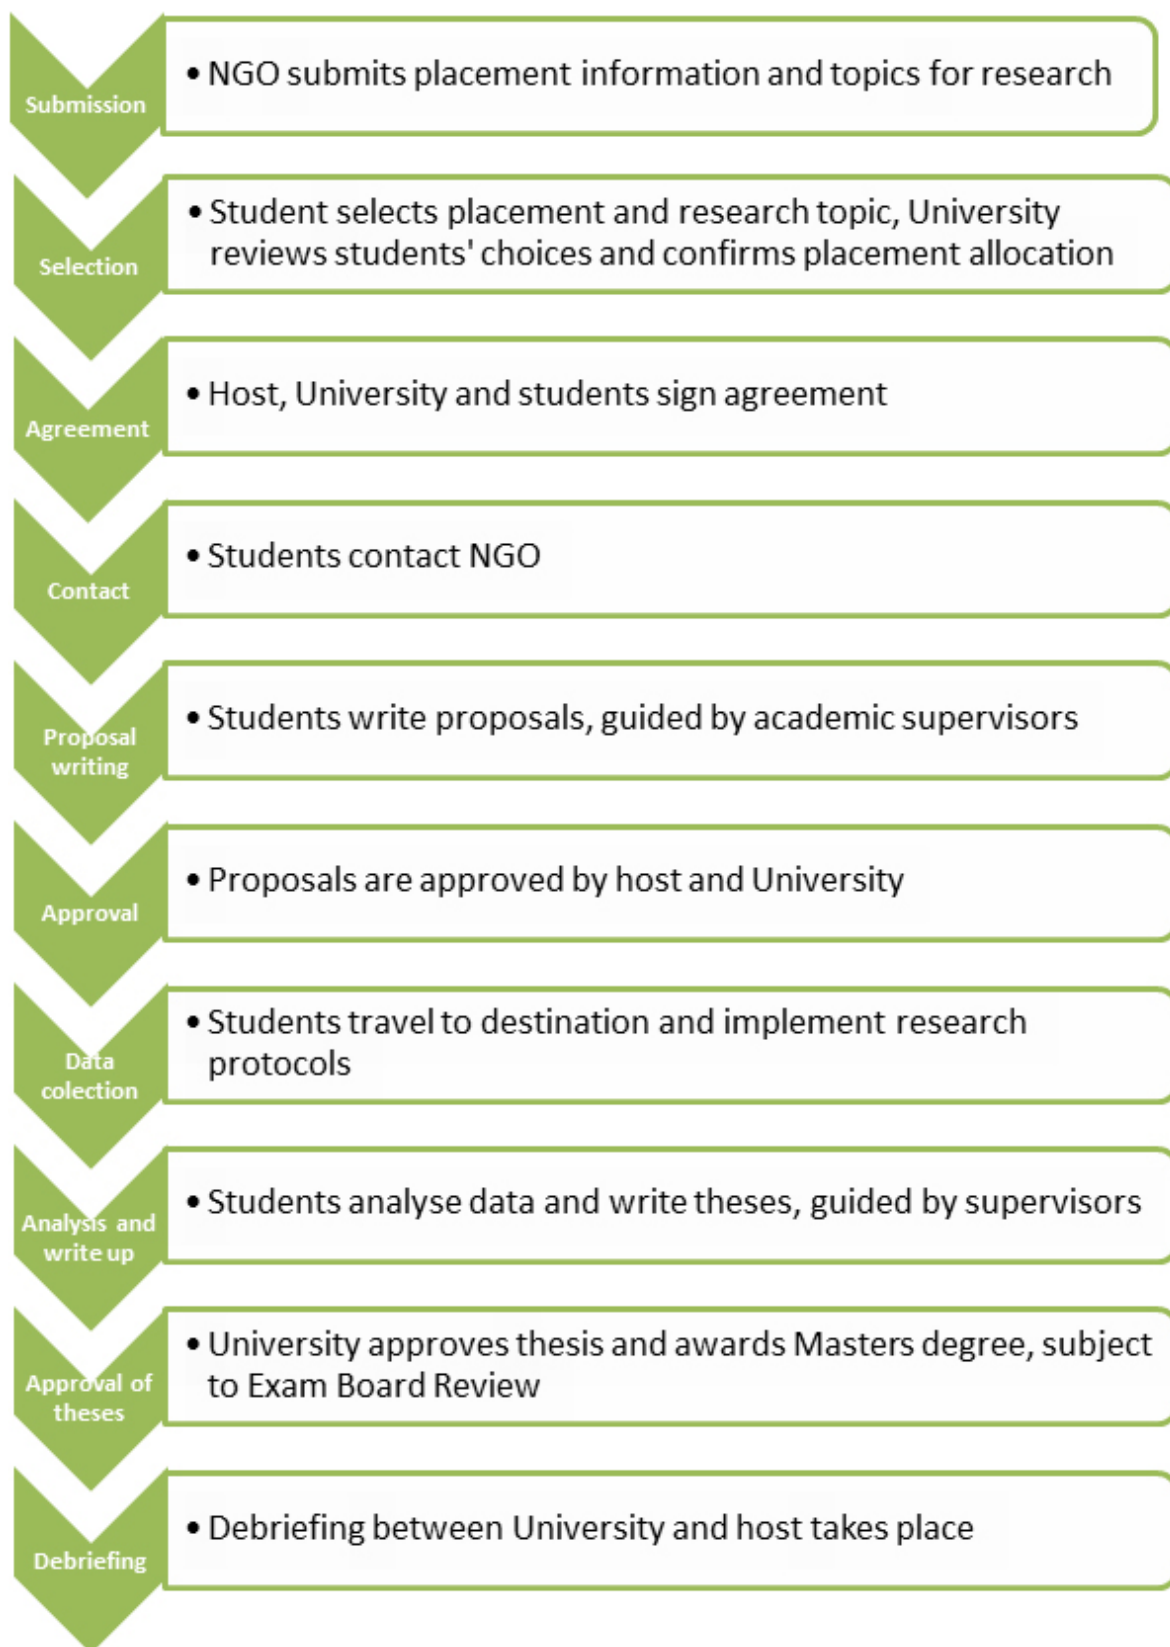 Submission
• NGO submits placement information and topics for research
Selection
• Student selects placement and research topic, University
reviews students' choices and confirms placement allocation
Agreement
• Host, University and students sign agreement
Contact
• Students contact NGO
Proposal
writing
• Students write proposals, guided by academic supervisors
Approval
• Proposals are approved by host and University
Data
colection
• Students travel to destination and implement research
protocols
Analysis and
write up
• Students analyse data and write theses, guided by supervisors
Approval of
theses
• University approves thesis and awards Masters degree, subject
to Exam Board Review
Debriefing
• Debriefing between University and host takes place